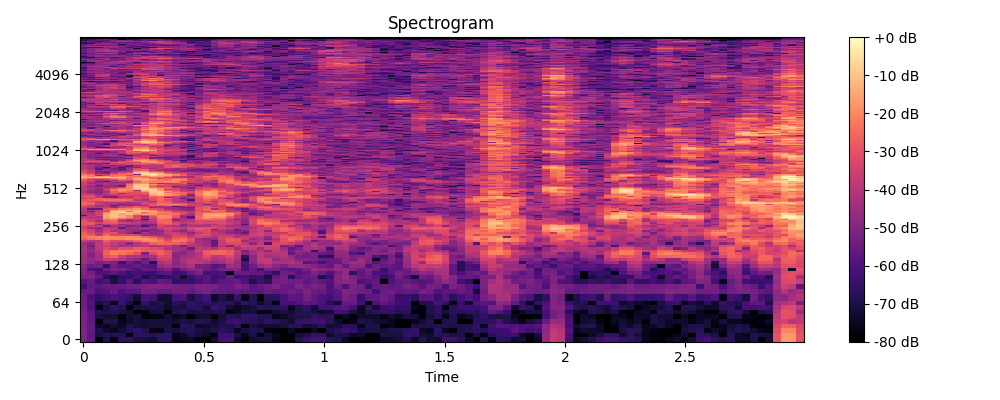 Spectrogram
4096
2048
1024
512
256
128
64
0
Hz
0
0.5
1
1.5
2
2.5
Time
+0 dB
-10 dB
-20 dB
-30 dB
-40 dB
-50 dB
-60 dB
-70 dB
-80 dB